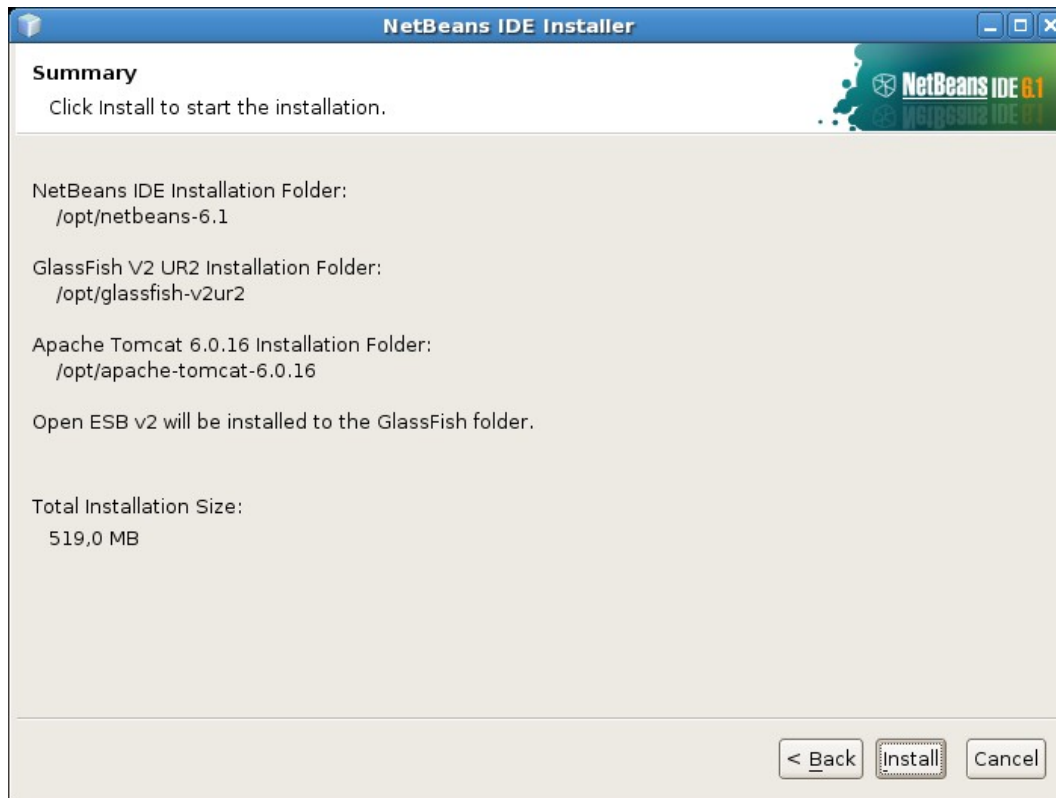 NetBeans IDE Installer
Summary
Click Install to start the installation.
NetBeans IDE 6.1
NetBeans IDE Installation Folder:
/opt/netbeans-6.1
GlassFish V2 UR2 Installation Folder:
/opt/glassfish-v2ur2
Apache Tomcat 6.0.16 Installation Folder:
/opt/apache-tomcat-6.0.16
Open ESB v2 will be installed to the GlassFish folder.
Total Installation Size:
519,0 MB
< Back Install Cancel